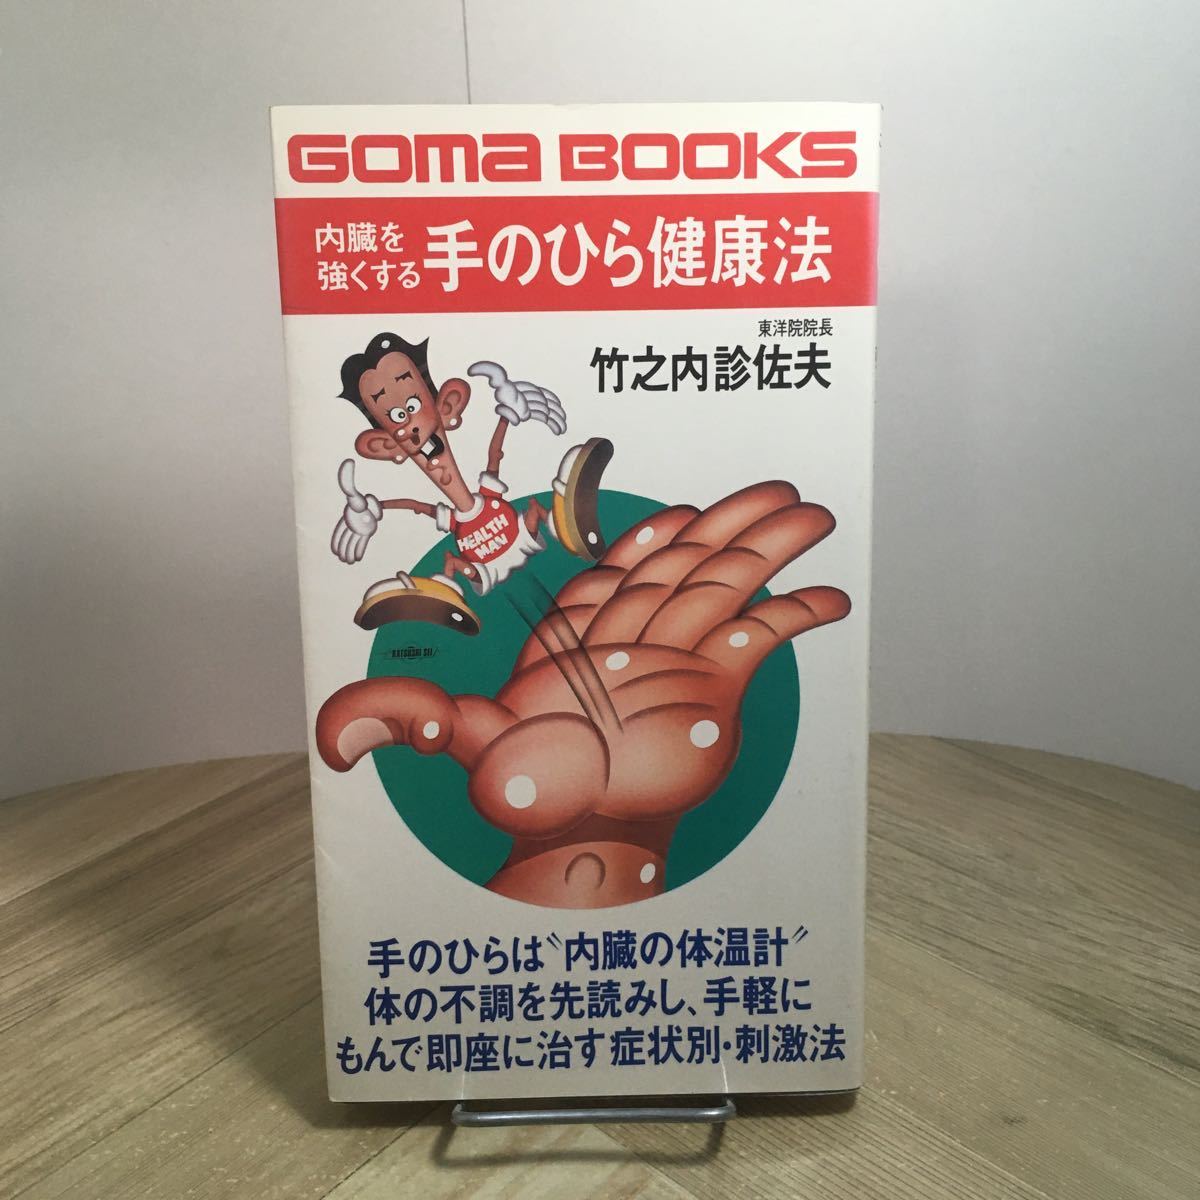 GOMA BOOKS
内臓を
強くする
手のひら健康法
東洋院院長
竹之内診佐夫
HEALTH
MAN
KATSUSHI SEI
手のひらは〝内臓の体温計〟
体の不調を先読みし、手軽に
もんで即座に治す症状別・刺激法